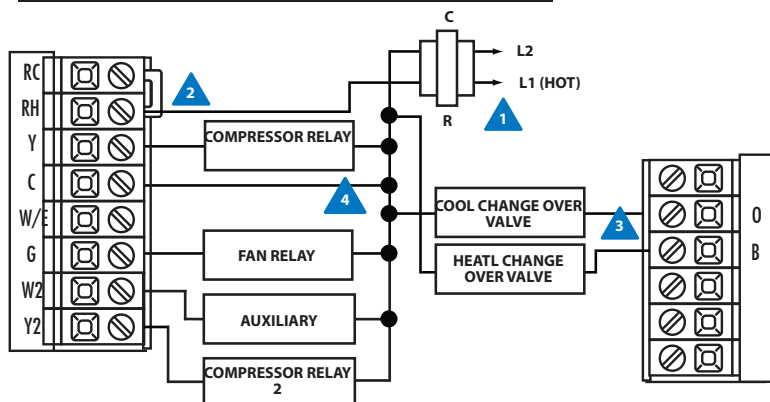 C
L2
L1 (HOT)
R
1
RC
RH
2
Y
COMPRESSOR RELAY
C
4
W/E
G
FAN RELAY
W2
AUXILIARY
Y2
COMPRESSOR RELAY
2
COOL CHANGE OVER
VALVE
HEATL CHANGE
OVER VALVE
3
O
B